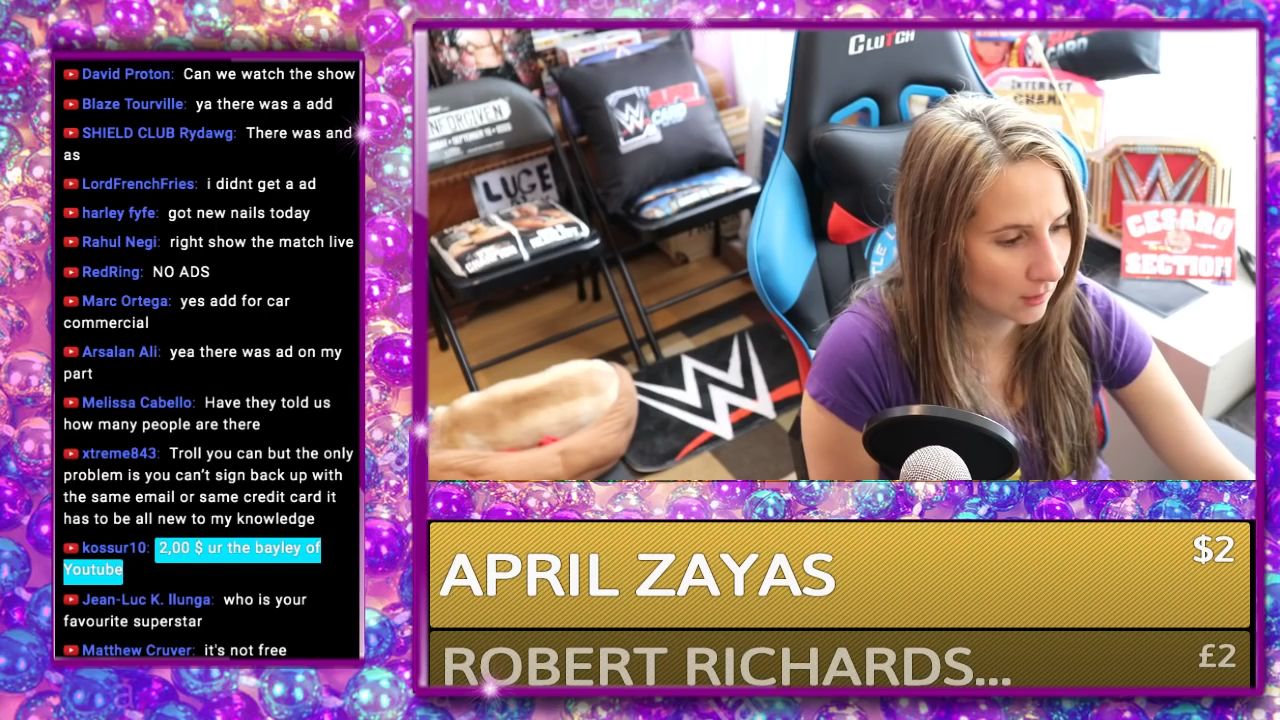 David Proton: Can we watch the show
Blaze Tourville: ya there was a add
SHIELD CLUB Rydawg: There was and
as
LordFrenchFries: i didnt get a ad
harley fyfe: got new nails today
Rahul Negi: right show the match live
RedRing: NO ADS
Marc Ortega: yes add for car
commercial
Arsalan Ali: yea there was ad on my
part
Melissa Cabello: Have they told us
how many people are there
xtreme843: Troll you can but the only
problem is you can’t sign back up with
the same email or same credit card it
has to be all new to my knowledge
kossur10: 2,00 $ ur the bayley of
Youtube
Jean-Luc K. Ilunga: who is your
favourite superstar
Matthew Cruver: it's not free
CLUTCH
INTERNET
CHAMP
LUGE
CESARO
SECTION
APRIL ZAYAS
$2
ROBERT RICHARDS...
£2